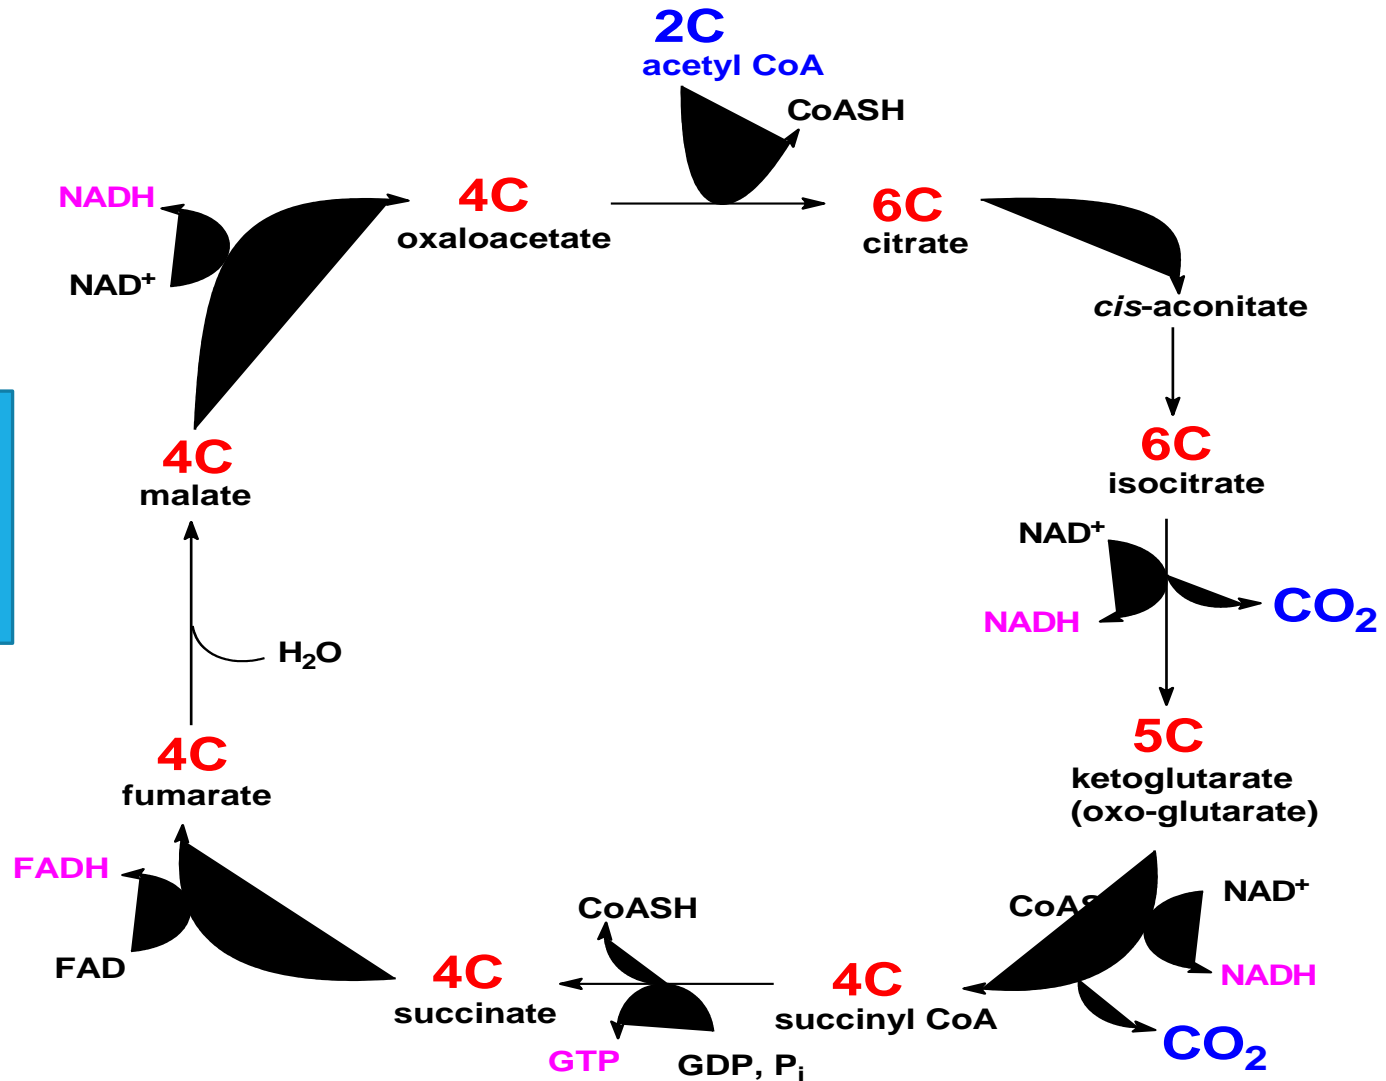 2C
acetyl CoA
CoASH
NADH
4C
oxaloacetate
6C
citrate
NAD+
cis-aconitate
4C
malate
6C
isocitrate
NAD+
NADH
CO2
H2O
4C
fumarate
5C
ketoglutarate
(oxo-glutarate)
FADH
FAD
CoASH
4C
succinate
GTP
GDP, Pi
4C
succinyl CoA
NAD+
NADH
CO2